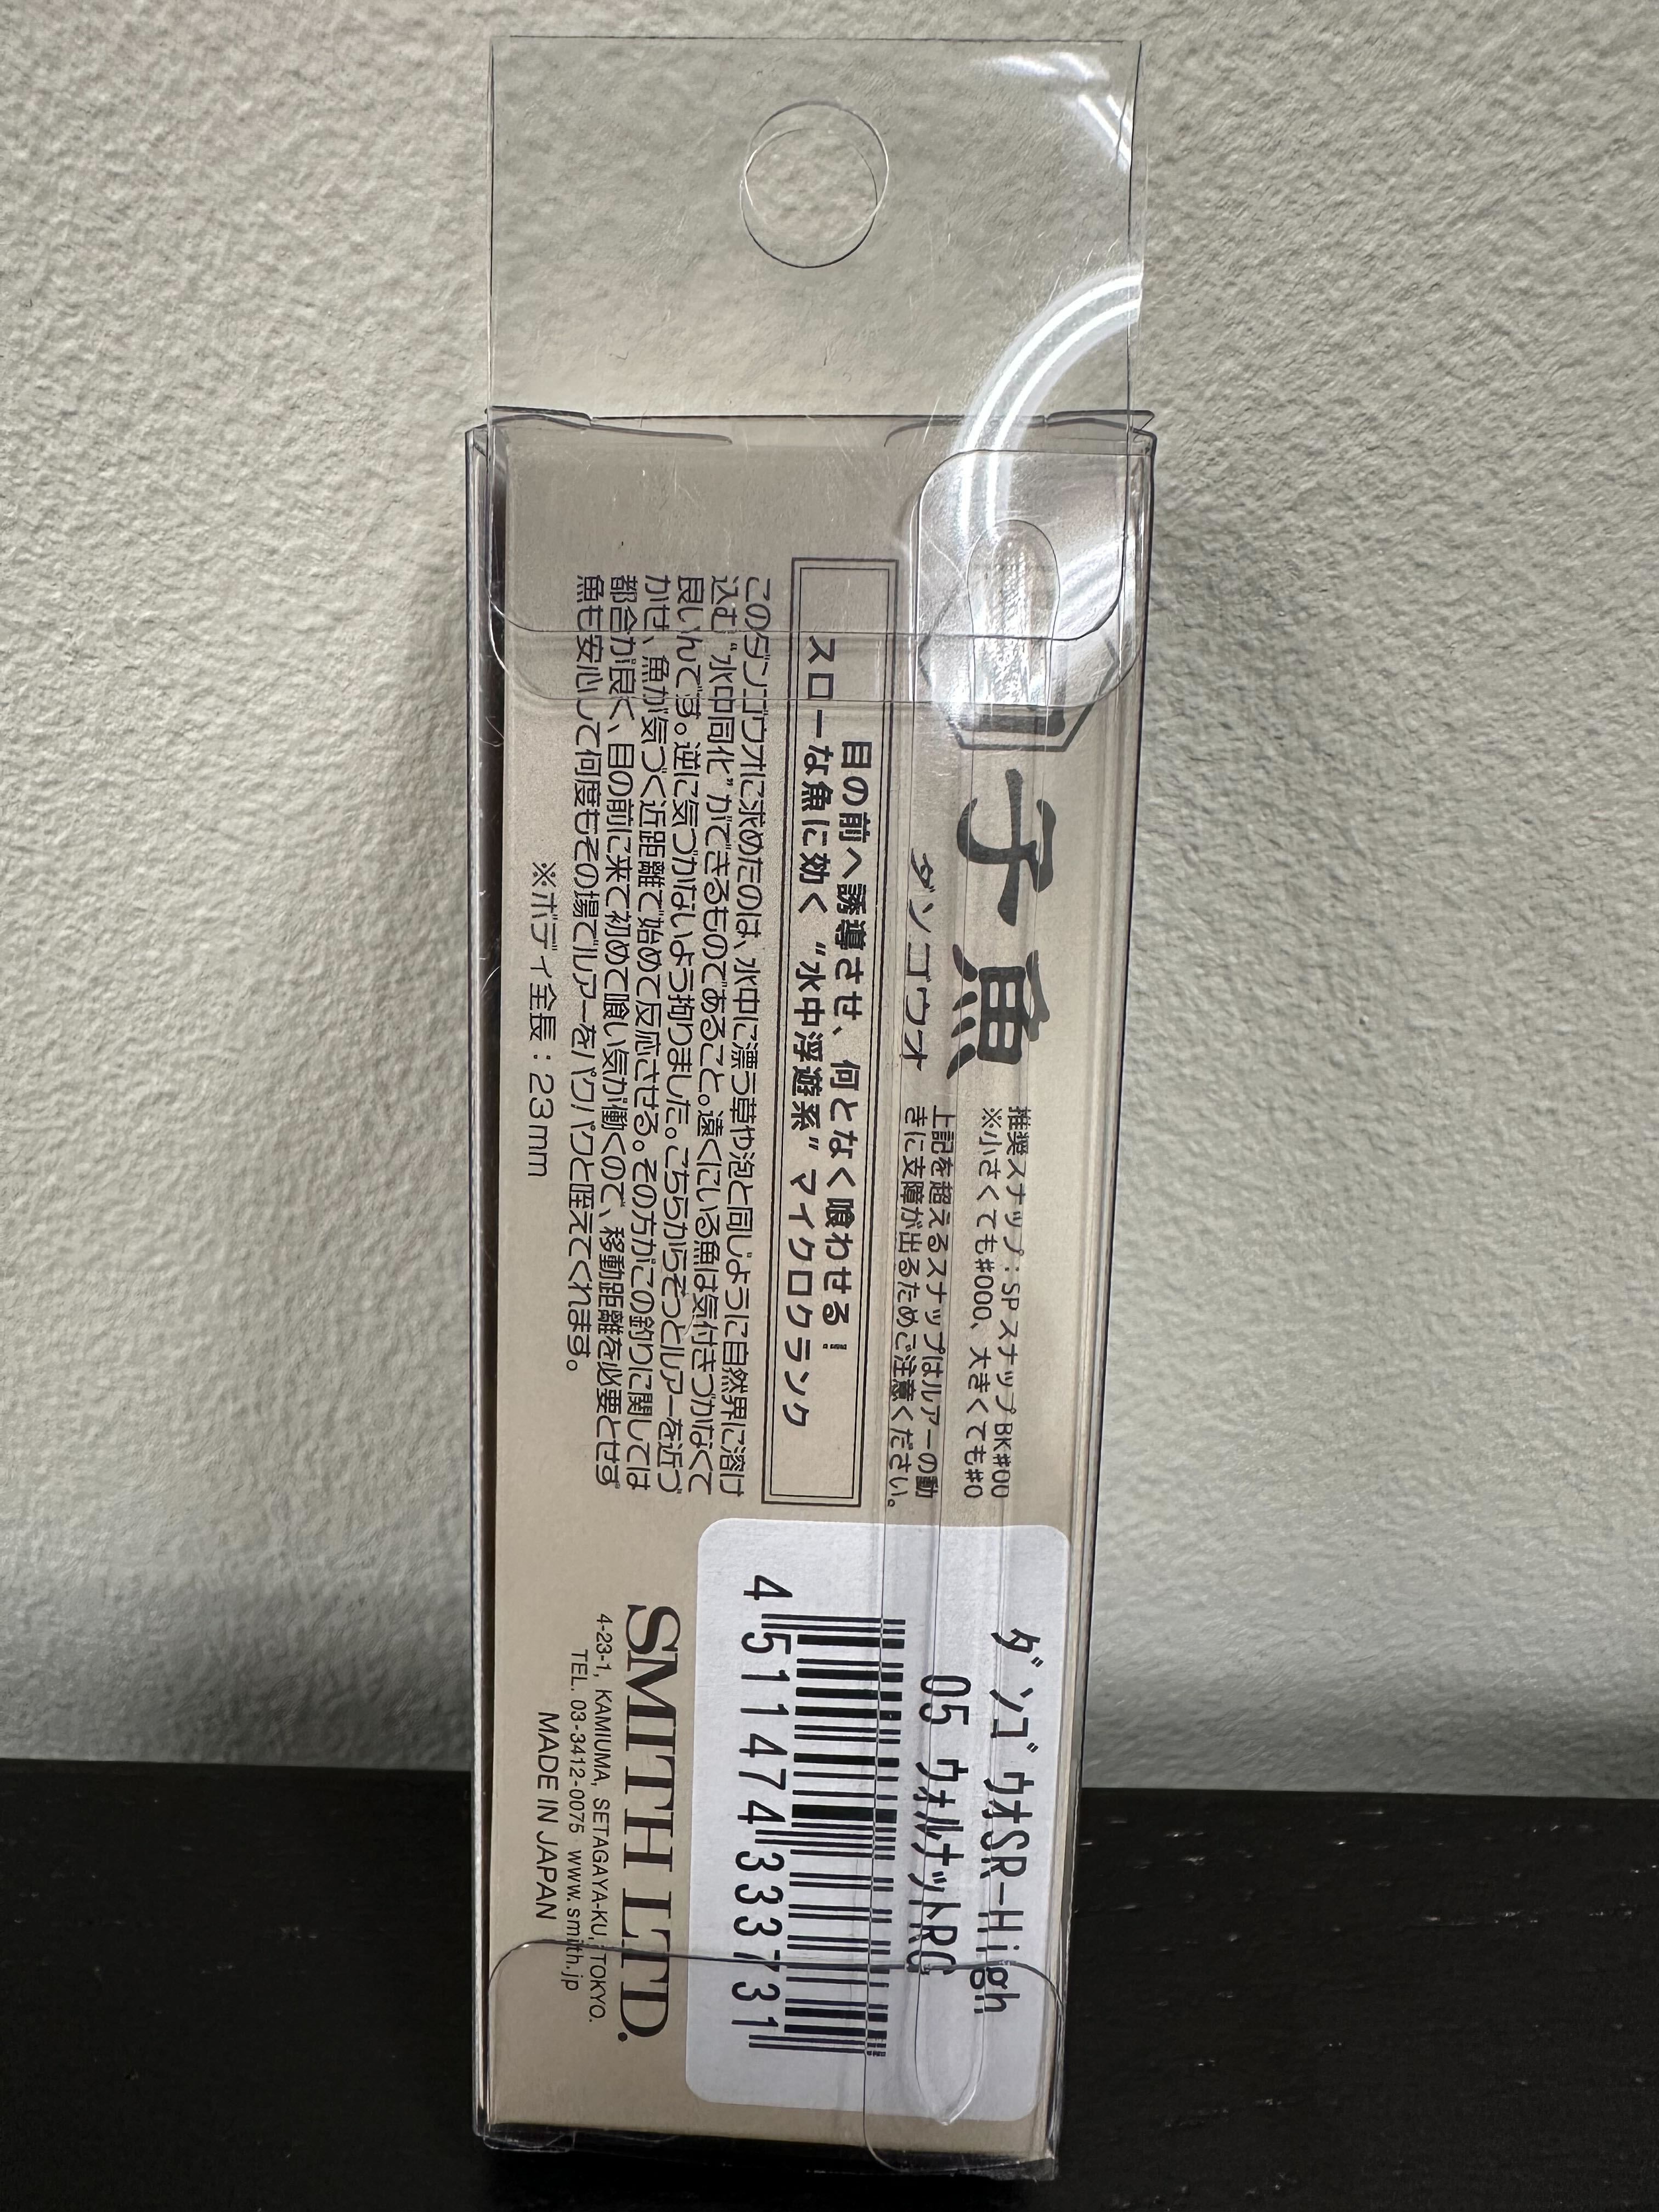 子魚
ダンゴウオ
推奨スナップ：SPスナップBK#00
※小さくても#000、大きくても#0
上記を超えるスナップはルアーの動
きに支障が出るためご注意ください。
目の前へ誘導させ、何となく喰わせる！
スローな魚に効く“水中浮遊系”マイクロクランク
このダンゴウオに求めたのは、水中に漂う草や泡と同じように自然界に溶け
込む“水中同化”ができるものであること。遠くにいる魚は気付きづかなくて
良いんです。逆に気づかないよう拘りました。こちらからそっとルアーを近づ
かせ、魚が気づく近距離で始めて反応させる。その方がこの釣りに関しては
都合が良く、目の前に来て初めて喰い気が働くので、移動距離を必要とせず
魚も安心して何度もその場でルアーをパクパクと咥えてくれます。
※ボディ全長：23mm
ﾀﾞﾝｺﾞｳｵSR-High
05 ｳｫﾙﾅｯﾄRC
4511474333731
SMITH LTD.
4-23-1, KAMIUMA, SETAGAYA-KU, TOKYO.
TEL. 03-3412-0075 www.smith.jp
MADE IN JAPAN